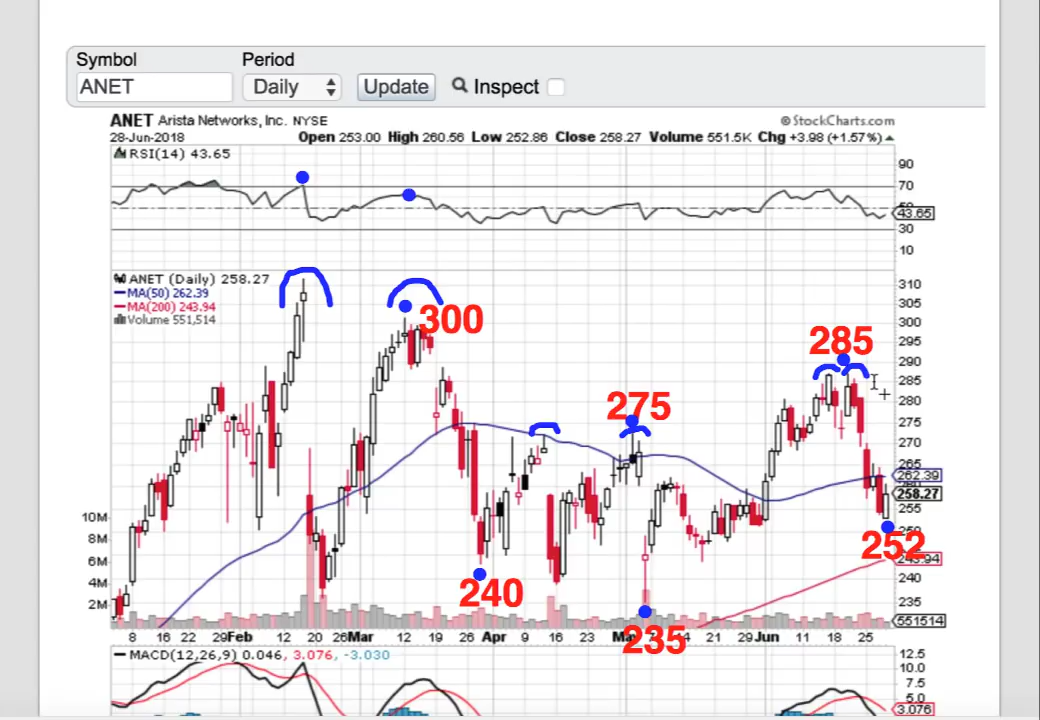 Symbol Period
ANET Daily Update Inspect
ANET Arista Networks, Inc. NYSE ©StockCharts.com
28-Jun-2018 Open 253.00 High 260.56 Low 252.86 Close 258.27 Volume 551.5K Chg +3.98 (+1.57%)
RSI(14) 43.65
90
70
43.65
30
10
ANET (Daily) 258.27
MA(50) 262.39
MA(200) 243.94
Volume 551,514
310
305
300
295
290
285
280
275
270
265
262.39
258.27
255
250
243.94
240
235
551514
300
285
275
252
240
235
10M
8M
6M
4M
2M
8 16 22 29 Feb 12 20 26 Mar 12 19 26 Apr 9 16 23 May 14 21 29 Jun 11 18 25
MACD(12,26,9) 0.046, 3.076, -3.030
12.5
10.0
7.5
5.0
3.076